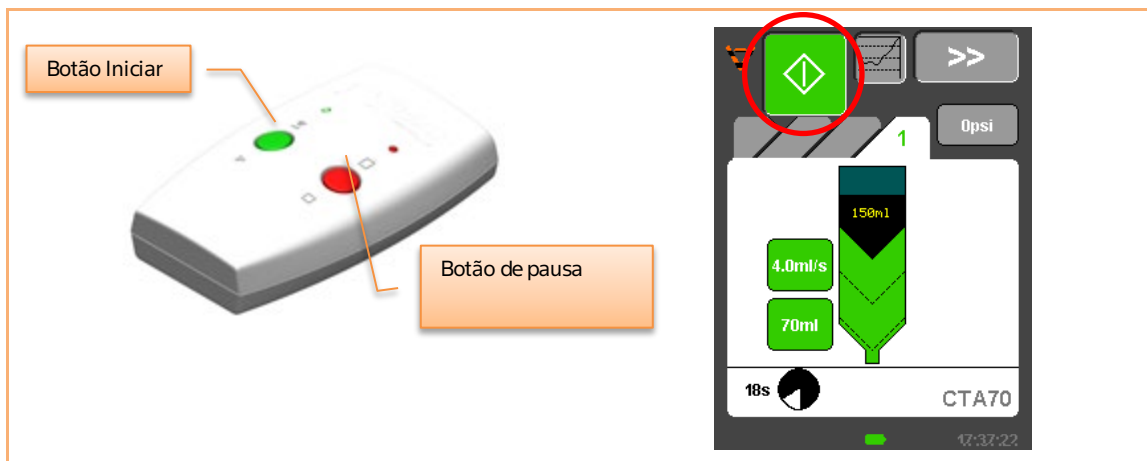 Botão Iniciar
Botão de pausa
>>
1
0psi
150ml
4.0ml/s
70ml
18s
CTA70
17:37:22